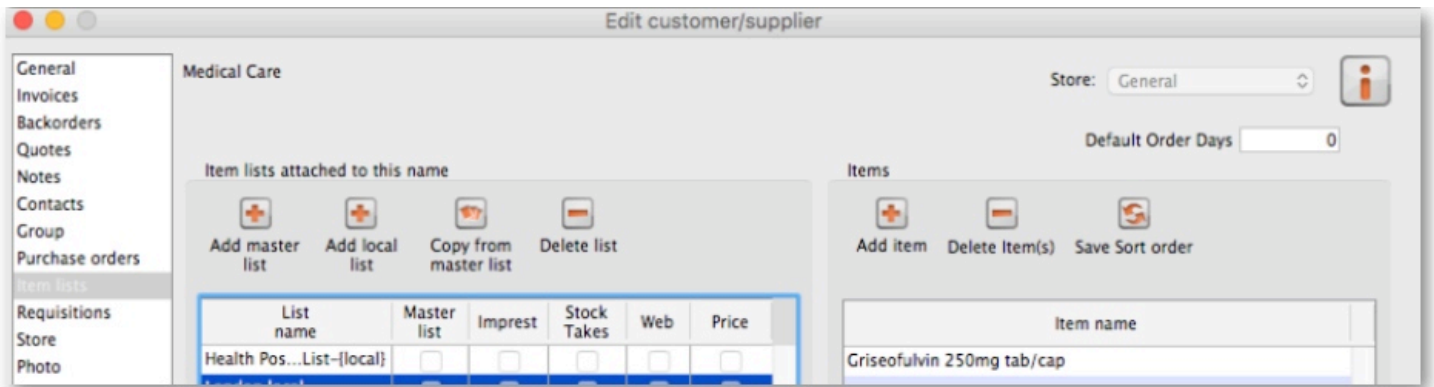 Edit customer/supplier
General
Invoices
Backorders
Quotes
Notes
Contacts
Group
Purchase orders
Item lists
Requisitions
Store
Photo
Medical Care
Store: General
Default Order Days 0
Item lists attached to this name
Add master list
Add local list
Copy from master list
Delete list
List name Master list Imprest Stock Takes Web Price
Health Pos...List-{local}
London local
Items
Add item Delete Item(s) Save Sort order
Item name
Griseofulvin 250mg tab/cap